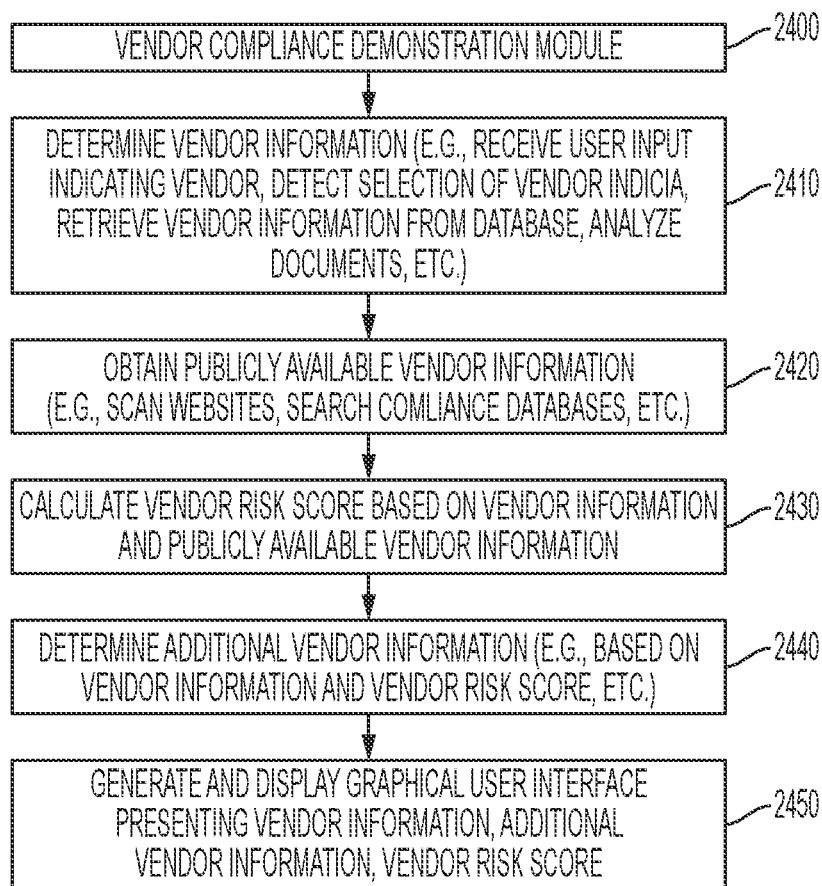 VENDOR COMPLIANCE DEMONSTRATION MODULE
2400
DETERMINE VENDOR INFORMATION (E.G., RECEIVE USER INPUT
INDICATING VENDOR, DETECT SELECTION OF VENDOR INDICIA,
RETRIEVE VENDOR INFORMATION FROM DATABASE, ANALYZE
DOCUMENTS, ETC.)
2410
OBTAIN PUBLICLY AVAILABLE VENDOR INFORMATION
(E.G., SCAN WEBSITES, SEARCH COMLIANCE DATABASES, ETC.)
2420
CALCULATE VENDOR RISK SCORE BASED ON VENDOR INFORMATION
AND PUBLICLY AVAILABLE VENDOR INFORMATION
2430
DETERMINE ADDITIONAL VENDOR INFORMATION (E.G., BASED ON
VENDOR INFORMATION AND VENDOR RISK SCORE, ETC.)
2440
GENERATE AND DISPLAY GRAPHICAL USER INTERFACE
PRESENTING VENDOR INFORMATION, ADDITIONAL
VENDOR INFORMATION, VENDOR RISK SCORE
2450